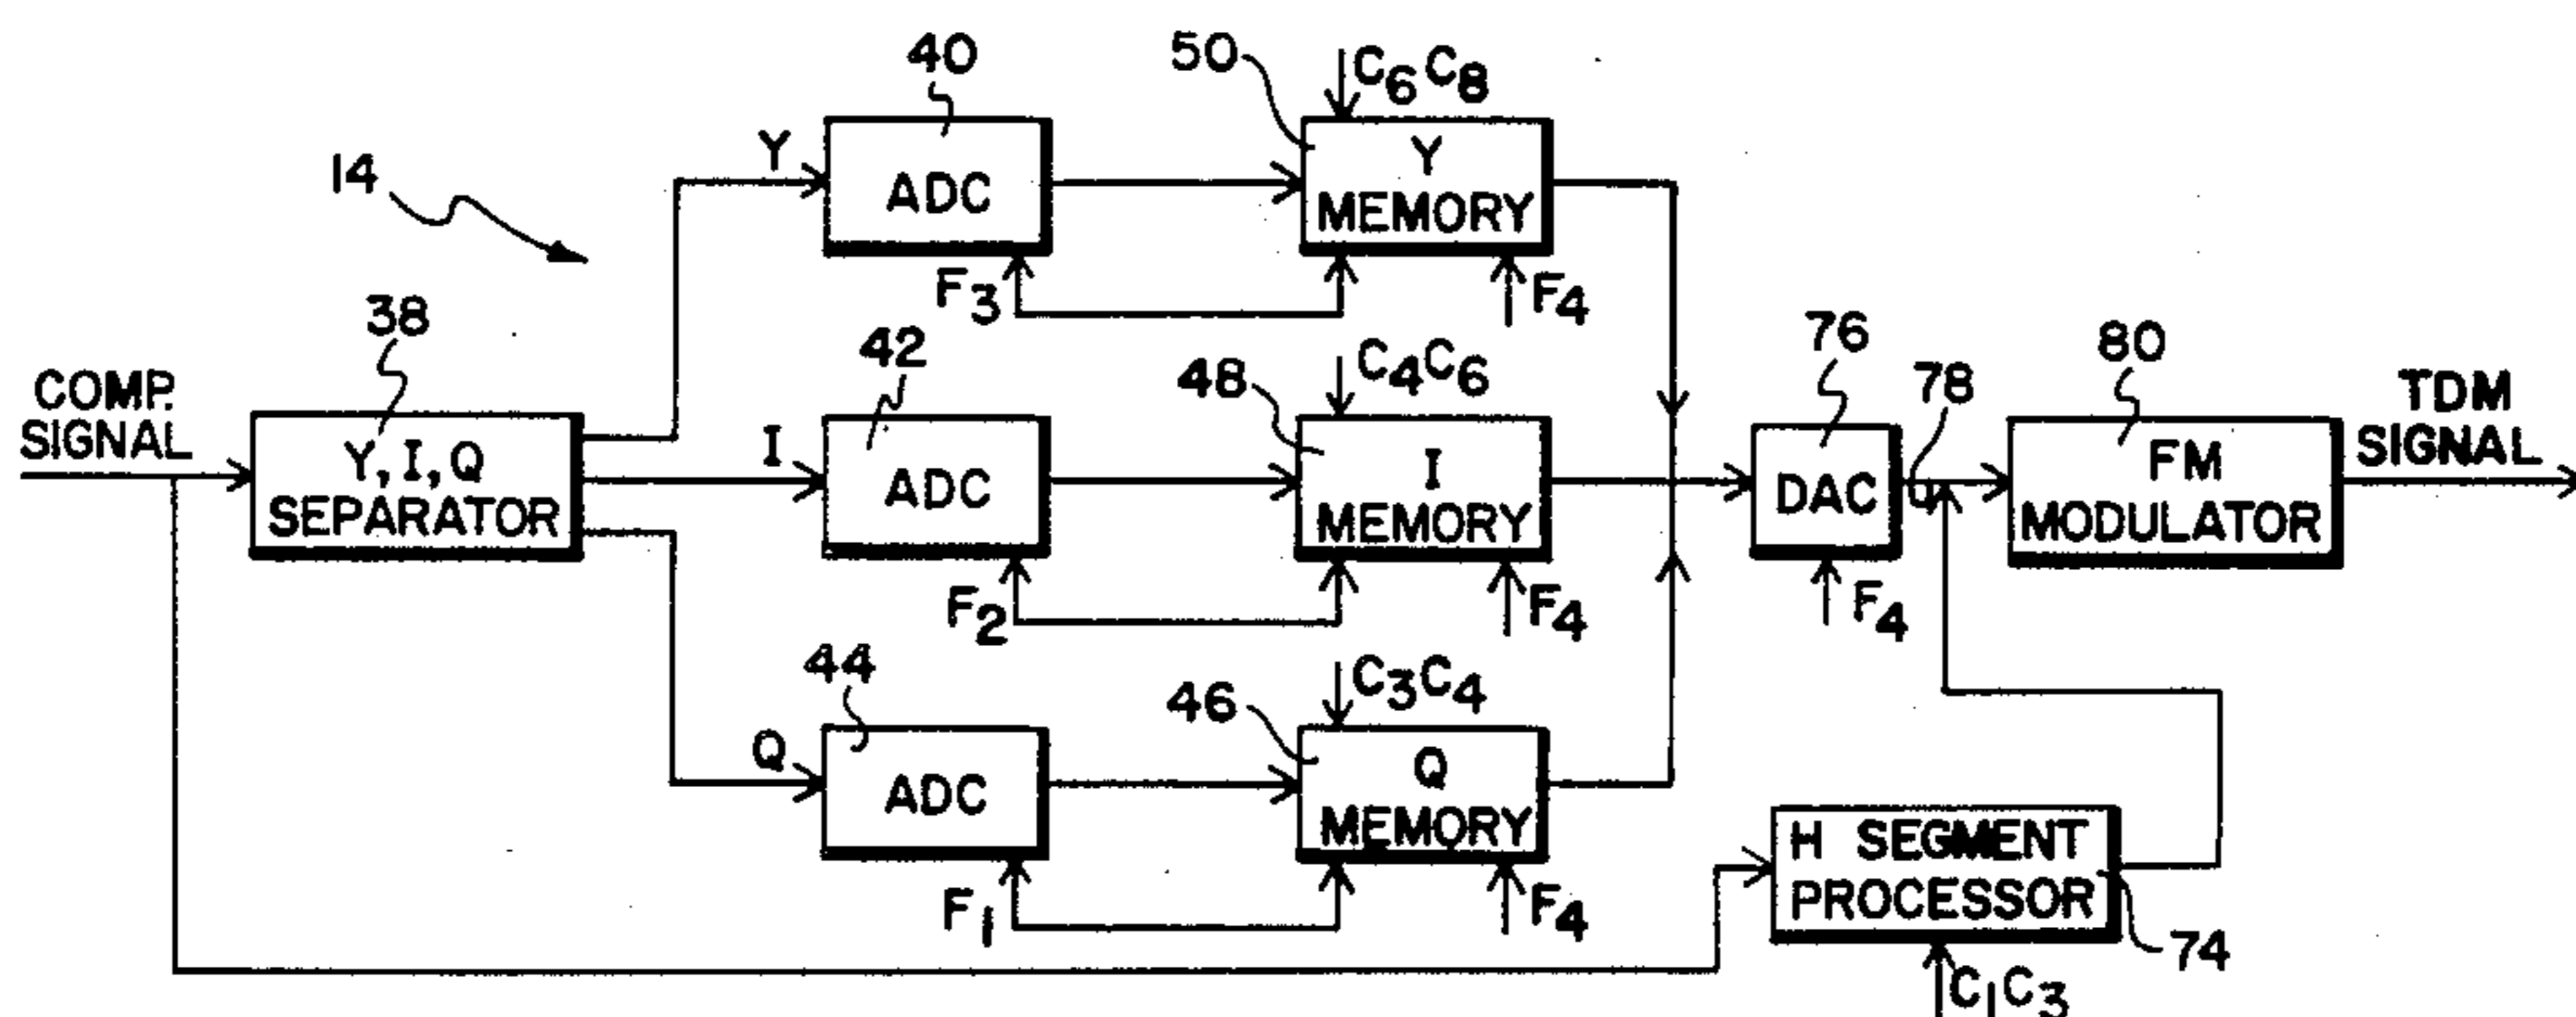 40
50
C6 C8
14
Y
ADC
Y
MEMORY
F3
F4
38
42
48
C4C6
76
78
80
COMP.
SIGNAL
Y, I, Q
SEPARATOR
I
ADC
I
MEMORY
DAC
FM
MODULATOR
TDM
SIGNAL
F2
F4
F4
44
46
C3C4
Q
ADC
Q
MEMORY
H SEGMENT
PROCESSOR
F1
F4
74
C1C3